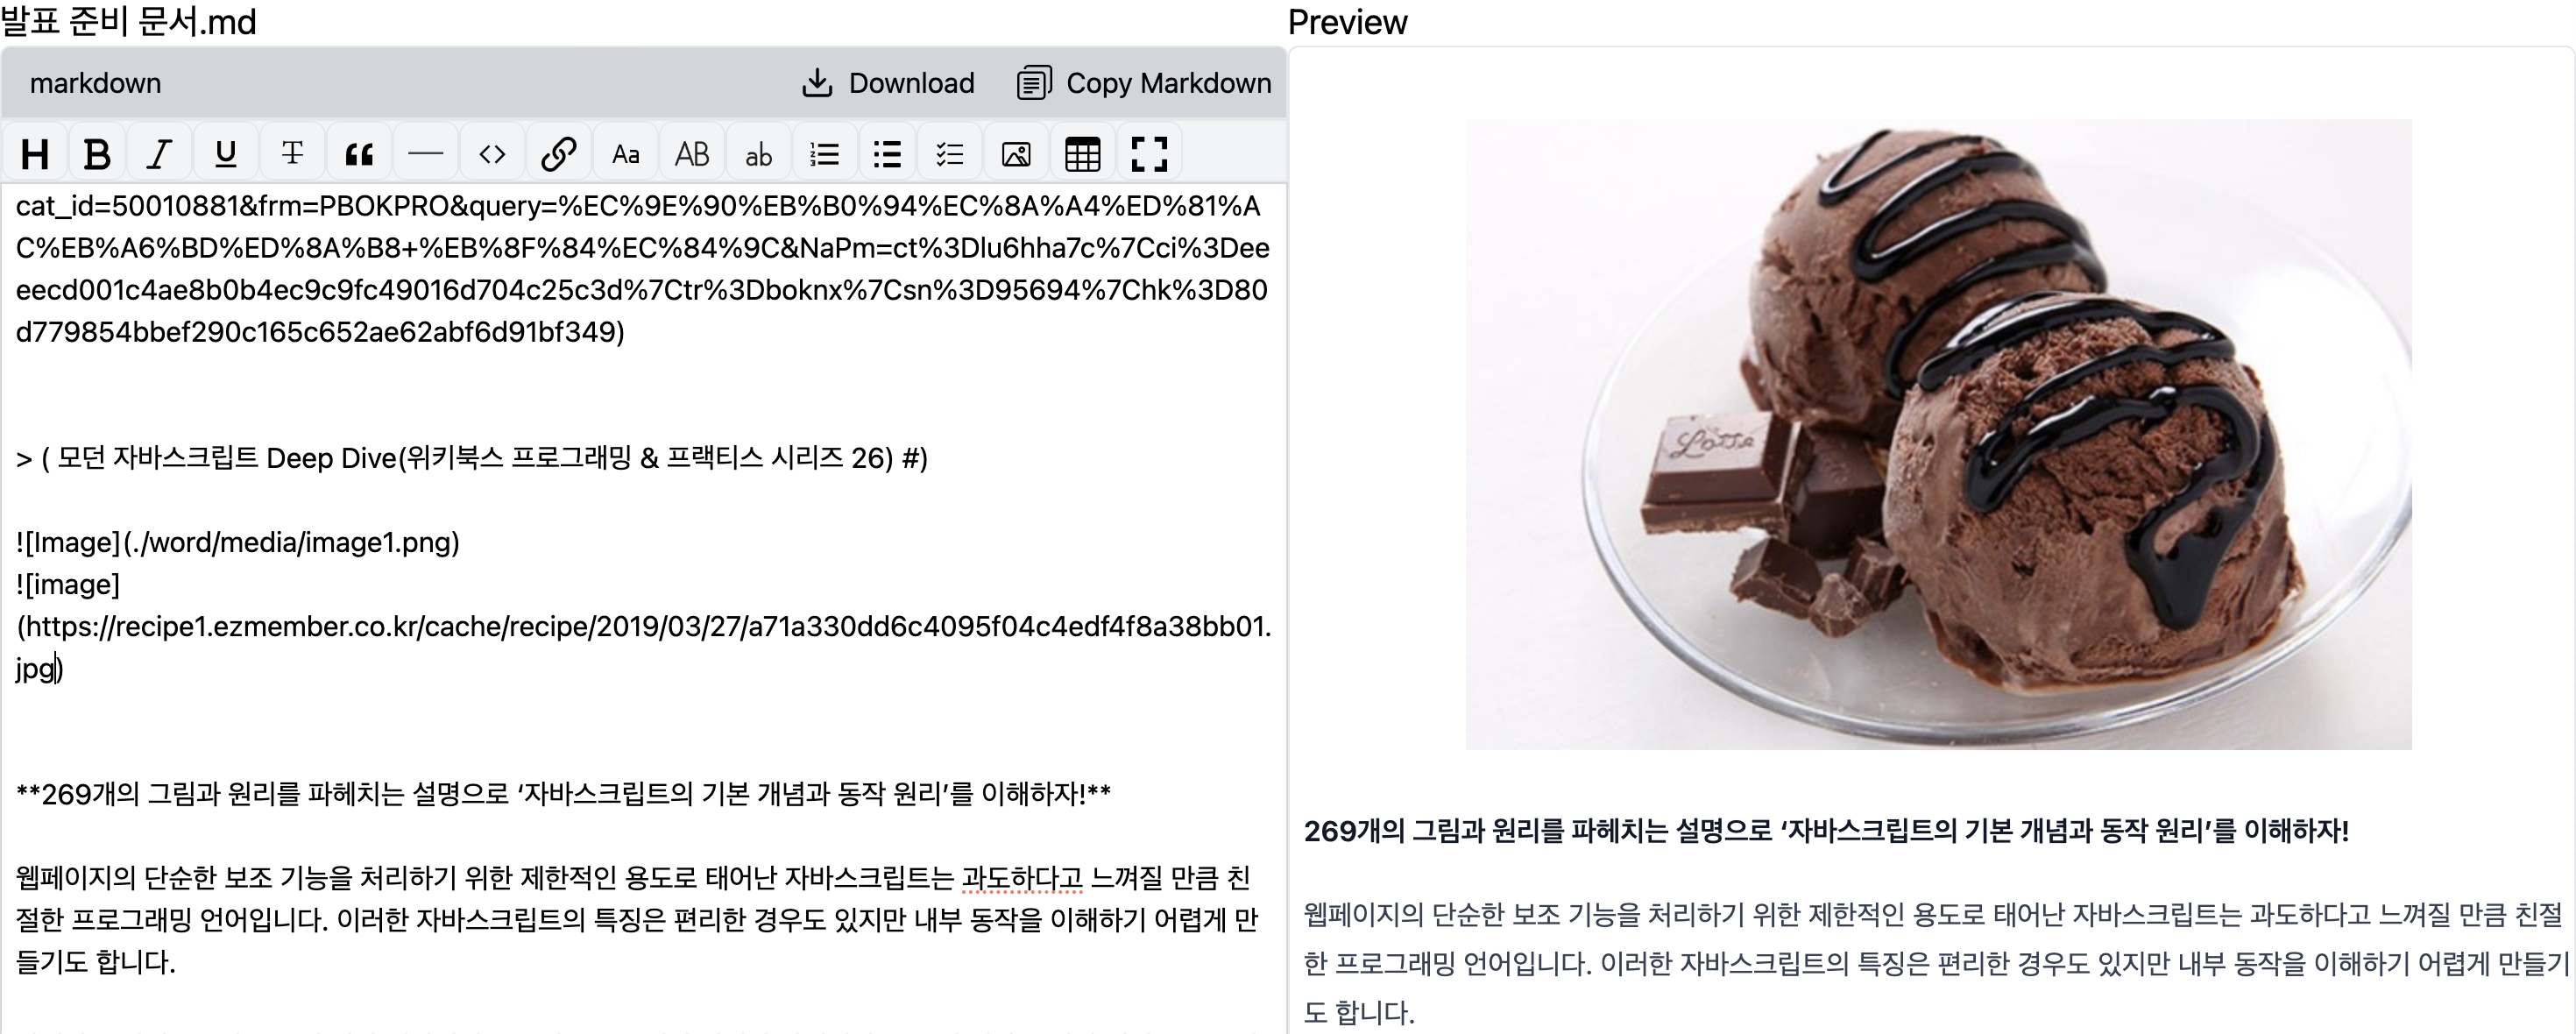 발표 준비 문서.md
markdown
Download
Copy Markdown
H B I U T “ — <> Aa AB ab
cat_id=50010881&frm=PBOKPRO&query=%EC%9E%90%EB%B0%94%EC%8A%A4%ED%81%A
C%EB%A6%BD%ED%8A%B8+%EB%8F%84%EC%84%9C&NaPm=ct%3Dlu6hha7c%7Cci%3Dee
eecd001c4ae8b0b4ec9c9fc49016d704c25c3d%7Ctr%3Dboknx%7Csn%3D95694%7Chk%3D80
d779854bbef290c165c652ae62abf6d91bf349)
> ( 모던 자바스크립트 Deep Dive(위키북스 프로그래밍 & 프랙티스 시리즈 26) #)
![Image](./word/media/image1.png)
![image]
(https://recipe1.ezmember.co.kr/cache/recipe/2019/03/27/a71a330dd6c4095f04c4edf4f8a38bb01.
jpg)
**269개의 그림과 원리를 파헤치는 설명으로 ‘자바스크립트의 기본 개념과 동작 원리’를 이해하자!**
웹페이지의 단순한 보조 기능을 처리하기 위한 제한적인 용도로 태어난 자바스크립트는 과도하다고 느껴질 만큼 친
절한 프로그래밍 언어입니다. 이러한 자바스크립트의 특징은 편리한 경우도 있지만 내부 동작을 이해하기 어렵게 만
들기도 합니다.
Preview
Lotte
269개의 그림과 원리를 파헤치는 설명으로 ‘자바스크립트의 기본 개념과 동작 원리’를 이해하자!
웹페이지의 단순한 보조 기능을 처리하기 위한 제한적인 용도로 태어난 자바스크립트는 과도하다고 느껴질 만큼 친절
한 프로그래밍 언어입니다. 이러한 자바스크립트의 특징은 편리한 경우도 있지만 내부 동작을 이해하기 어렵게 만들기
도 합니다.